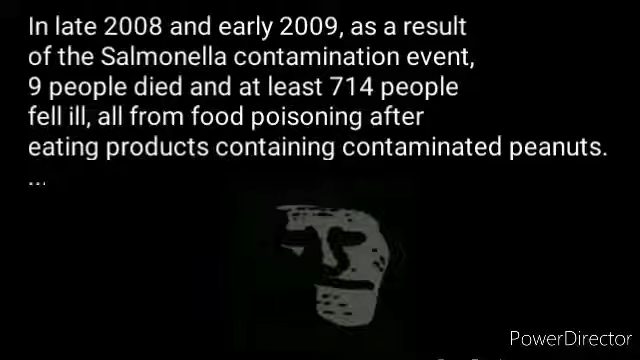 In late 2008 and early 2009, as a result
of the Salmonella contamination event,
9 people died and at least 714 people
fell ill, all from food poisoning after
eating products containing contaminated peanuts.
...
PowerDirector